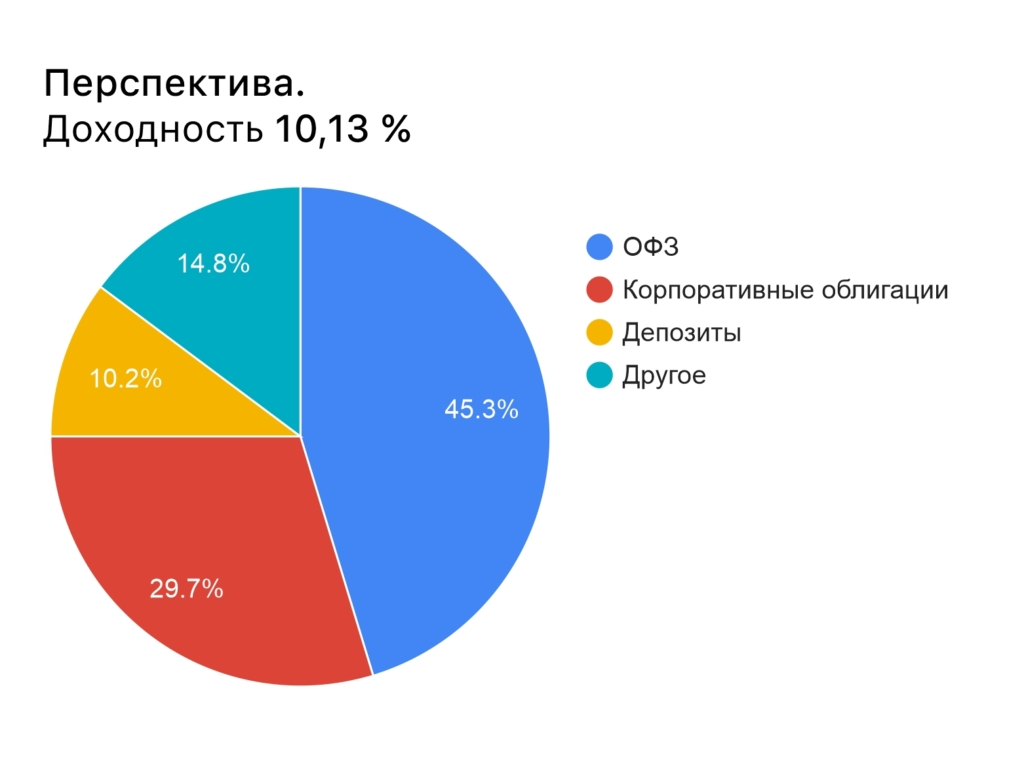 Перспектива.
Доходность 10,13 %
14.8%
10.2%
45.3%
29.7%
ОФЗ
Корпоративные облигации
Депозиты
Другое